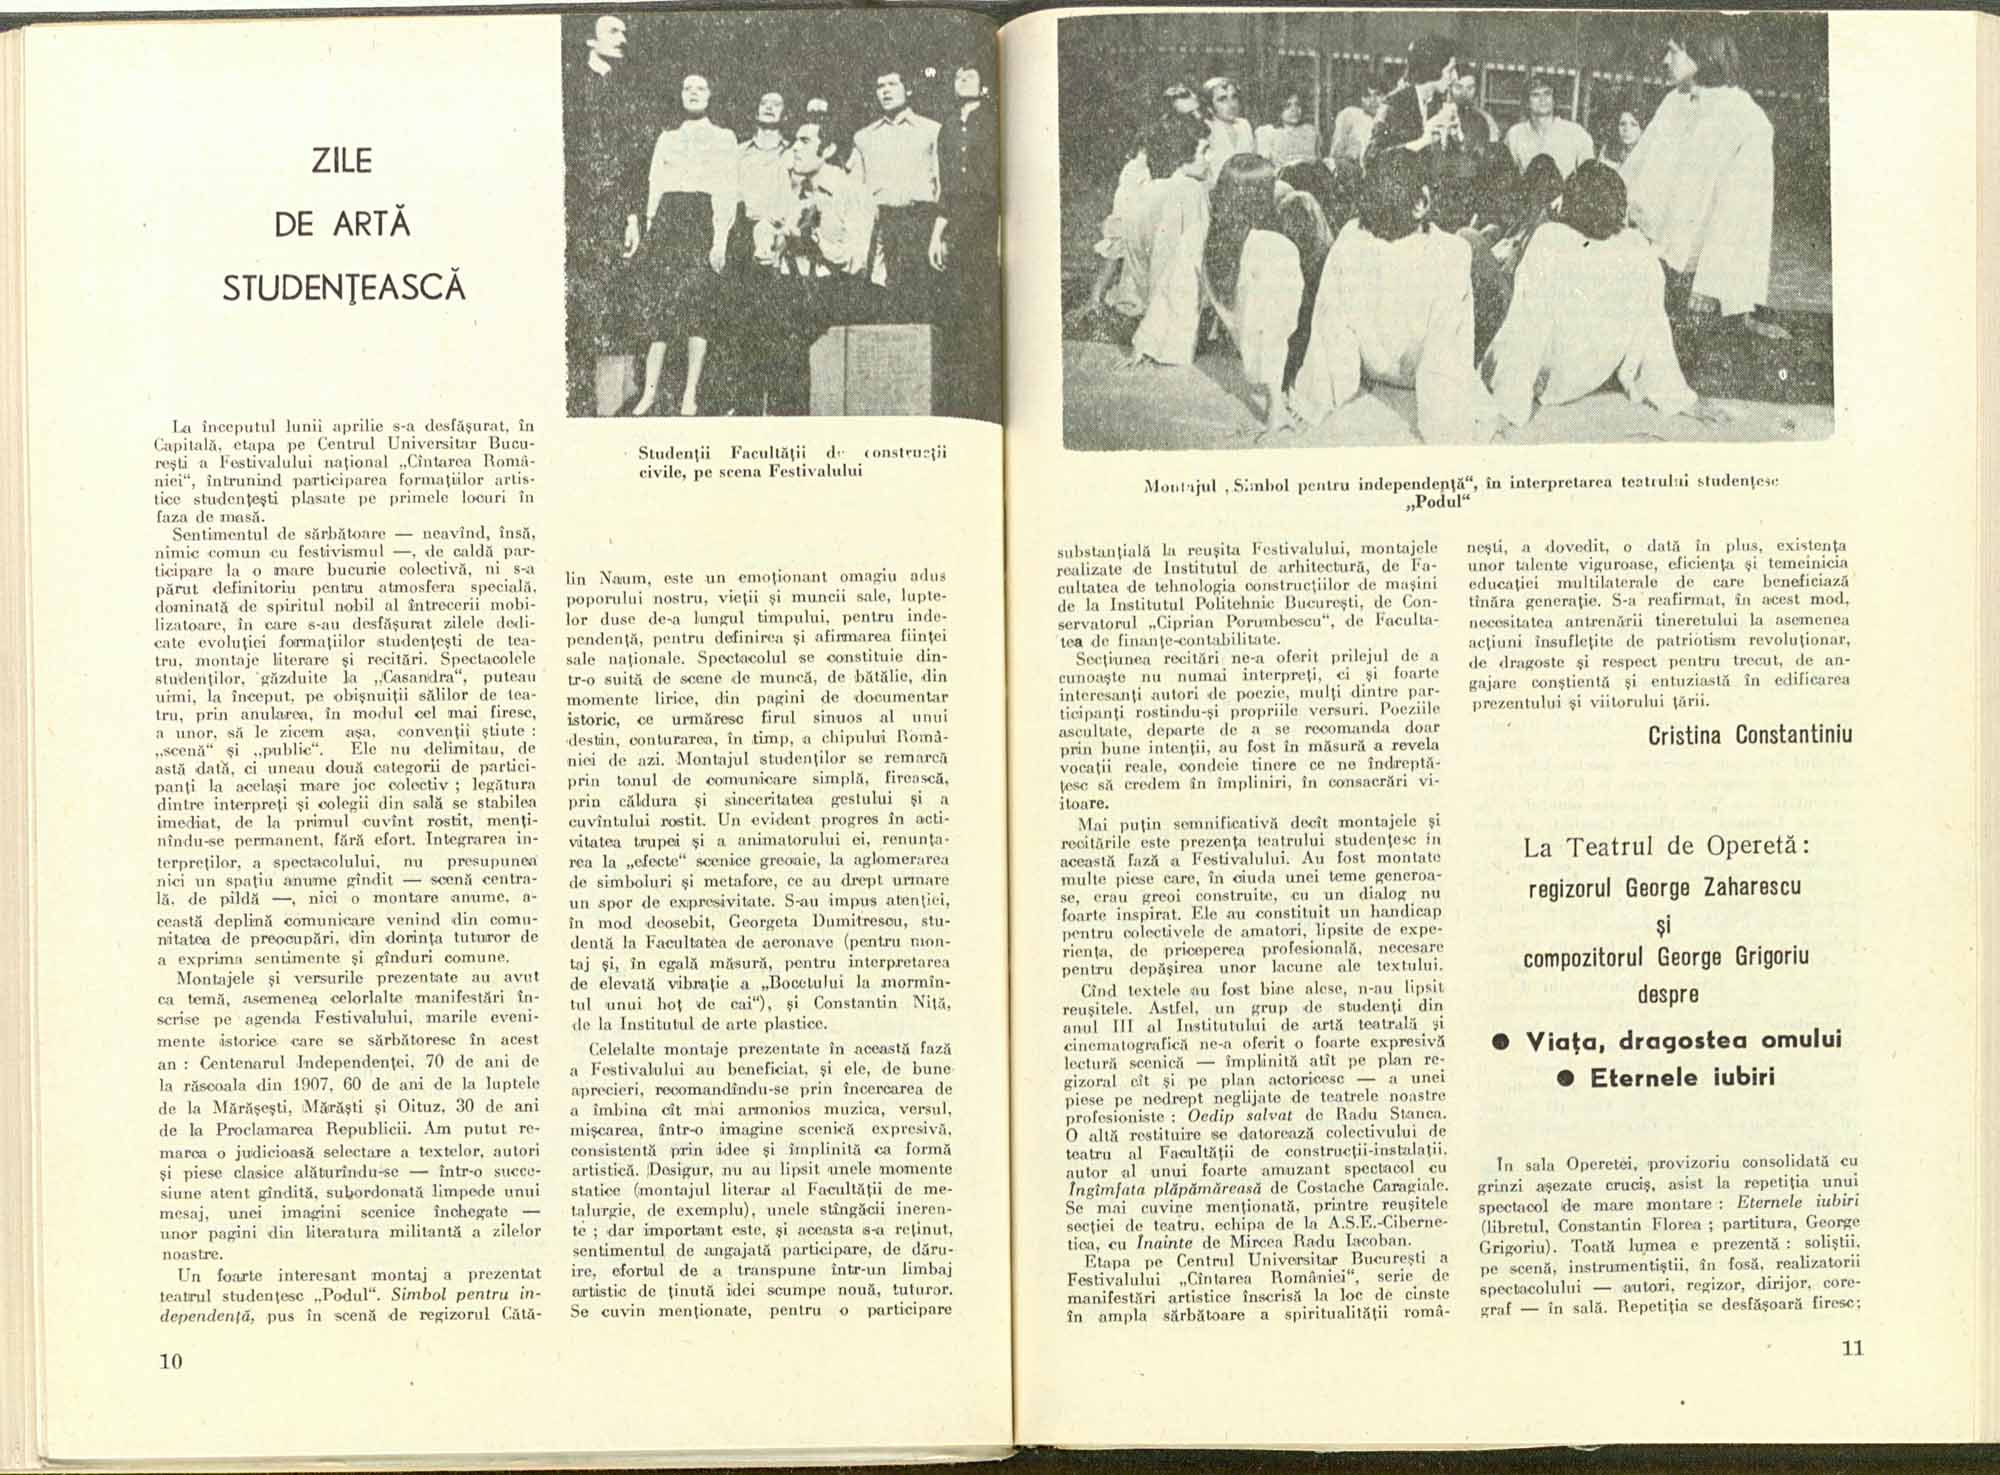 ZILE
DE ARTĂ
STUDENŢEASCĂ
La începutul lunii aprilie s-a desfăşurat, în
Capitală, etapa pe Centrul Universitar Bucu-
reşti a Festivalului naţional „Cîntarea Româ-
niei“, întrunind participarea formaţiilor artis-
tice studenţeşti plasate pe primele locuri în
faza de masă.
Sentimentul de sărbătoare — neavînd, însă,
nimic comun cu festivismul —, de caldă par-
ticipare la o mare bucurie colectivă, ni s-a
părut definitoriu pentru atmosfera specială,
dominată de spiritul nobil al întrecerii mobi-
lizatoare, în care s-au desfăşurat zilele dedi-
cate evoluţiei formaţiilor studenţeşti de tea-
tru, montaje literare şi recitări. Spectacolele
studenţilor, găzduite la „Casandra“, puteau
uimi, la început, pe obişnuiţii sălilor de tea-
tru, prin anularea, în modul cel mai firesc,
a unor, să le zicem aşa, convenţii ştiute :
„scenă“ şi „public“. Ele nu delimitau, de
astă dată, ci uneau două categorii de partici-
panţi la acelaşi mare joc colectiv ; legătura
dintre interpreţi şi colegii din sală se stabilea
imediat, de la primul cuvînt rostit, menţi-
nîndu-se permanent, fără efort. Integrarea in-
terpreţilor, a spectacolului, nu presupunea
nici un spaţiu anume gîndit — scenă centra-
lă, de pildă —, nici o montare anume, a-
ceastă deplină comunicare venind din comu-
nitatea de preocupări, din dorinţa tuturor de
a exprima sentimente şi gînduri comune.
Montajele şi versurile prezentate au avut
ca temă, asemenea celorlalte manifestări în-
scrise pe agenda Festivalului, marile eveni-
mente istorice care se sărbătoresc în acest
an : Centenarul Independenţei, 70 de ani de
la răscoala din 1907, 60 de ani de la luptele
de la Mărăşeşti, Mărăşti şi Oituz, 30 de ani
de la Proclamarea Republicii. Am putut re-
marca o judicioasă selectare a textelor, autori
şi piese clasice alăturîndu-se — într-o succe-
siune atent gîndită, subordonată limpede unui
mesaj, unei imagini scenice închegate —
unor pagini din literatura militantă a zilelor
noastre.
Un foarte interesant montaj a prezentat
teatrul studenţesc „Podul“. Simbol pentru in-
dependenţă, pus în scenă de regizorul Cătă-
10
Studenţii Facultăţii de construcţii
civile, pe scena Festivalului
lin Naum, este un emoţionant omagiu adus
poporului nostru, vieţii şi muncii sale, lupte-
lor duse de-a lungul timpului, pentru inde-
pendenţă, pentru definirea şi afirmarea fiinţei
sale naţionale. Spectacolul se constituie din-
tr-o suită de scene de muncă, de bătălie, din
momente lirice, din pagini de documentar
istoric, ce urmăresc firul sinuos al unui
destin, conturarea, în timp, a chipului Româ-
niei de azi. Montajul studenţilor se remarcă
prin tonul de comunicare simplă, firească,
prin căldura şi sinceritatea gestului şi a
cuvîntului rostit. Un evident progres în acti-
vitatea trupei şi a animatorului ei, renunţa-
rea la „efecte“ scenice greoaie, la aglomerarea
de simboluri şi metafore, ce au drept urmare
un spor de expresivitate. S-au impus atenţiei,
în mod deosebit, Georgeta Dumitrescu, stu-
dentă la Facultatea de aeronave (pentru mon-
taj şi, în egală măsură, pentru interpretarea
de elevată vibraţie a „Bocetului la mormîn-
tul unui hoţ de cai“), şi Constantin Niţă,
de la Institutul de arte plastice.
Celelalte montaje prezentate în această fază
a Festivalului au beneficiat, şi ele, de bune
aprecieri, recomandîndu-se prin încercarea de
a îmbina cît mai armonios muzica, versul,
mişcarea, într-o imagine scenică expresivă,
consistentă prin idee şi împlinită ca formă
artistică. Desigur, nu au lipsit unele momente
statice (montajul literar al Facultăţii de me-
talurgie, de exemplu), unele stîngăcii ineren-
te ; dar important este, şi aceasta s-a reţinut,
sentimentul de angajată participare, de dăru-
ire, efortul de a transpune într-un limbaj
artistic de ţinută idei scumpe nouă, tuturor.
Se cuvin menţionate, pentru o participare
Montajul „Simbol pentru independenţă“, în interpretarea teatrului studenţesc
„Podul“
substanţială la reuşita Festivalului, montajele
realizate de Institutul de arhitectură, de Fa-
cultatea de tehnologia construcţiilor de maşini
de la Institutul Politehnic Bucureşti, de Con-
servatorul „Ciprian Porumbescu“, de Faculta-
tea de finanţe-contabilitate.
Secţiunea recitări ne-a oferit prilejul de a
cunoaşte nu numai interpreţi, ci şi foarte
interesanţi autori de poezie, mulţi dintre par-
ticipanţi rostindu-şi propriile versuri. Poeziile
ascultate, departe de a se recomanda doar
prin bune intenţii, au fost în măsură a revela
vocaţii reale, condeie tinere ce ne îndreptă-
ţesc să credem în împliniri, în consacrări vi-
itoare.
Mai puţin semnificativă decît montajele şi
recitările este prezenţa teatrului studenţesc în
această fază a Festivalului. Au fost montate
multe piese care, în ciuda unei teme generoa-
se, erau greoi construite, cu un dialog nu
foarte inspirat. Ele au constituit un handicap
pentru colectivele de amatori, lipsite de expe-
rienţa, de priceperea profesională, necesare
pentru depăşirea unor lacune ale textului.
Cînd textele au fost bine alese, n-au lipsit
reuşitele. Astfel, un grup de studenţi din
anul III al Institutului de artă teatrală şi
cinematografică ne-a oferit o foarte expresivă
lectură scenică — împlinită atît pe plan re-
gizoral cît şi pe plan actoricesc — a unei
piese pe nedrept neglijate de teatrele noastre
profesioniste : Oedip salvat de Radu Stanca.
O altă restituire se datorează colectivului de
teatru al Facultăţii de construcţii-instalaţii,
autor al unui foarte amuzant spectacol cu
Îngîmfata plăpămăreasă de Costache Caragiale.
Se mai cuvine menţionată, printre reuşitele
secţiei de teatru, echipa de la A.S.E.-Ciberne-
tica, cu Înainte de Mircea Radu Iacoban.
Etapa pe Centrul Universitar Bucureşti a
Festivalului „Cîntarea României“, serie de
manifestări artistice înscrisă la loc de cinste
în ampla sărbătoare a spiritualităţii româ-
neşti, a dovedit, o dată în plus, existenţa
unor talente viguroase, eficienţa şi temeinicia
educaţiei multilaterale de care beneficiază
tînăra generaţie. S-a reafirmat, în acest mod,
necesitatea antrenării tineretului la asemenea
acţiuni însufleţite de patriotism revoluţionar,
de dragoste şi respect pentru trecut, de an-
gajare conştientă şi entuziastă în edificarea
prezentului şi viitorului ţării.
Cristina Constantiniu
La Teatrul de Operetă :
regizorul George Zaharescu
şi
compozitorul George Grigoriu
despre
● Viaţa, dragostea omului
● Eternele iubiri
În sala Operetei, provizoriu consolidată cu
grinzi aşezate cruciş, asist la repetiţia unui
spectacol de mare montare : Eternele iubiri
(libretul, Constantin Florea ; partitura, George
Grigoriu). Toată lumea e prezentă : soliştii,
pe scenă, instrumentiştii, în fosă, realizatorii
spectacolului — autori, regizor, dirijor, core-
graf — în sală. Repetiţia se desfăşoară firesc;
11